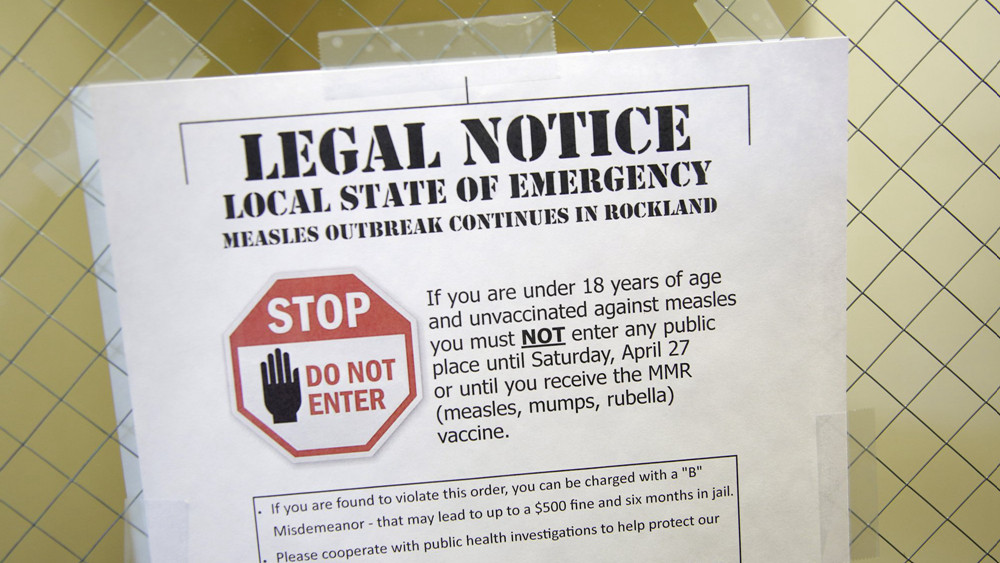 LEGAL NOTICE
LOCAL STATE OF EMERGENCY
MEASLES OUTBREAK CONTINUES IN ROCKLAND
STOP
DO NOT
ENTER
If you are under 18 years of age
and unvaccinated against measles
you must NOT enter any public
place until Saturday, April 27
or until you receive the MMR
(measles, mumps, rubella)
vaccine.
• If you are found to violate this order, you can be charged with a "B"
Misdemeanor - that may lead to up to a $500 fine and six months in jail.
• Please cooperate with public health investigations to help protect our